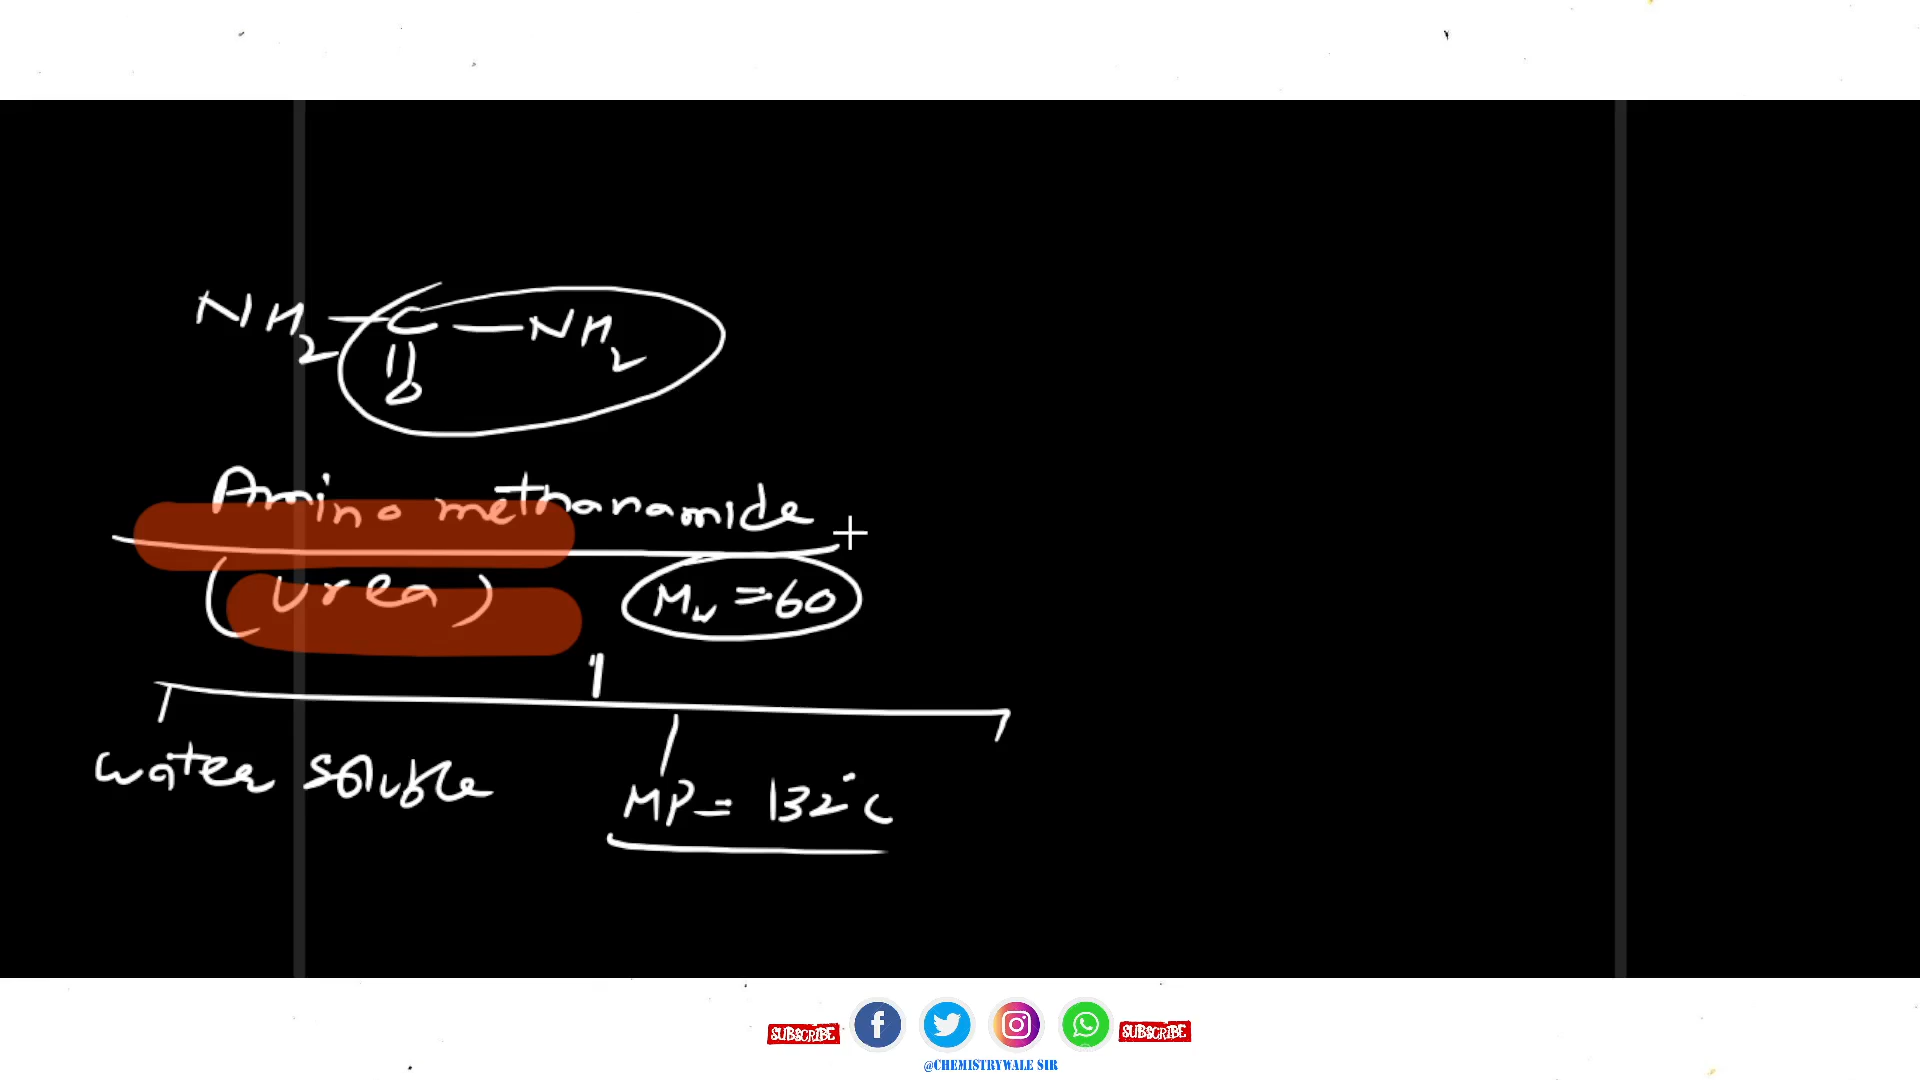 NH2—C—NH2
||
O
Amino methanamide
(urea) Mw = 60
water soluble
MP = 132°C
SUBSCRIBE SUBSCRIBE
@CHEMISTRYWALE SIR